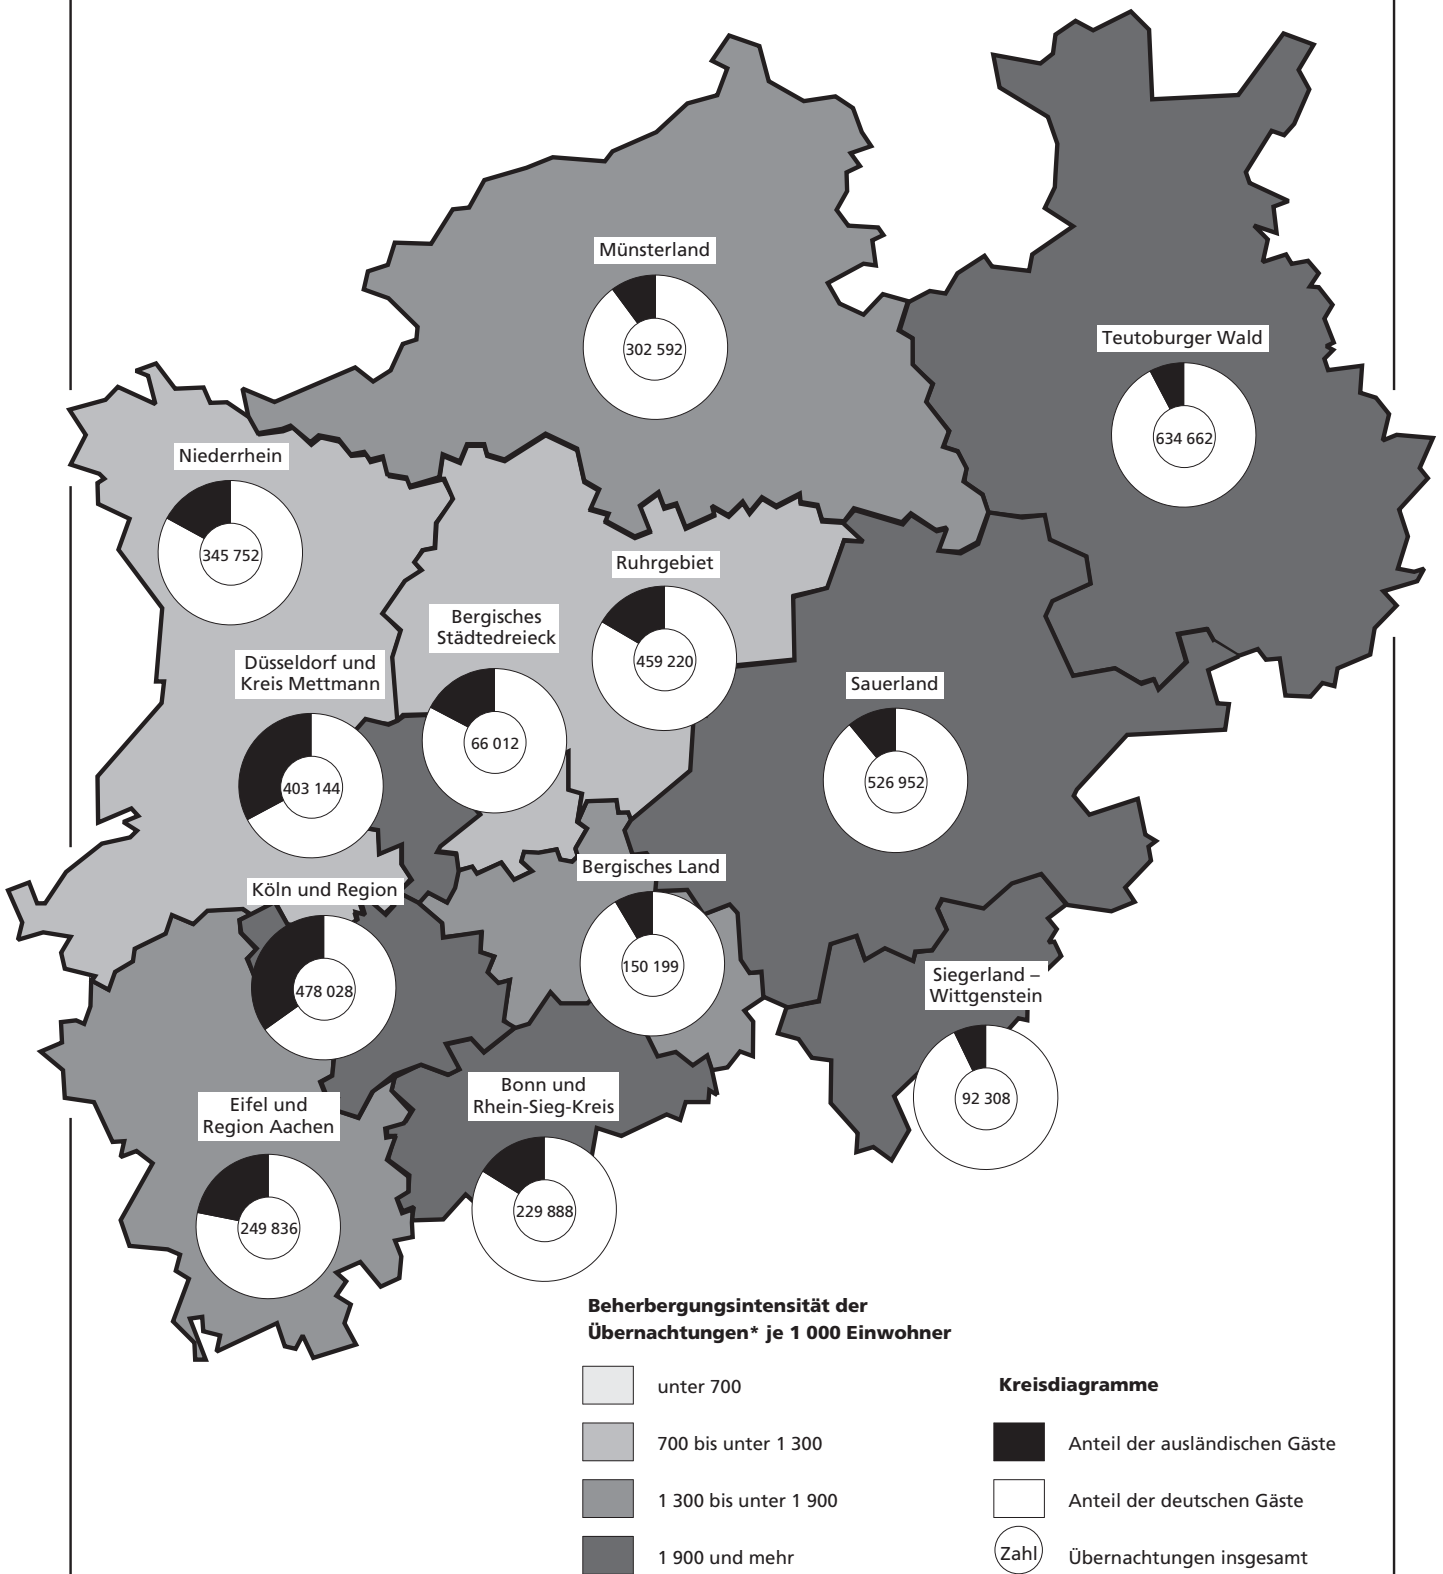 Münsterland
302 592
Teutoburger Wald
634 662
Niederrhein
345 752
Ruhrgebiet
459 220
Bergisches
Städtedreieck
66 012
Düsseldorf und
Kreis Mettmann
403 144
Sauerland
526 952
Bergisches Land
150 199
Köln und Region
478 028
Siegerland –
Wittgenstein
92 308
Bonn und
Rhein-Sieg-Kreis
229 888
Eifel und
Region Aachen
249 836
Beherbergungsintensität der
Übernachtungen* je 1 000 Einwohner
unter 700
700 bis unter 1 300
1 300 bis unter 1 900
1 900 und mehr
Kreisdiagramme
Anteil der ausländischen Gäste
Anteil der deutschen Gäste
Zahl
Übernachtungen insgesamt